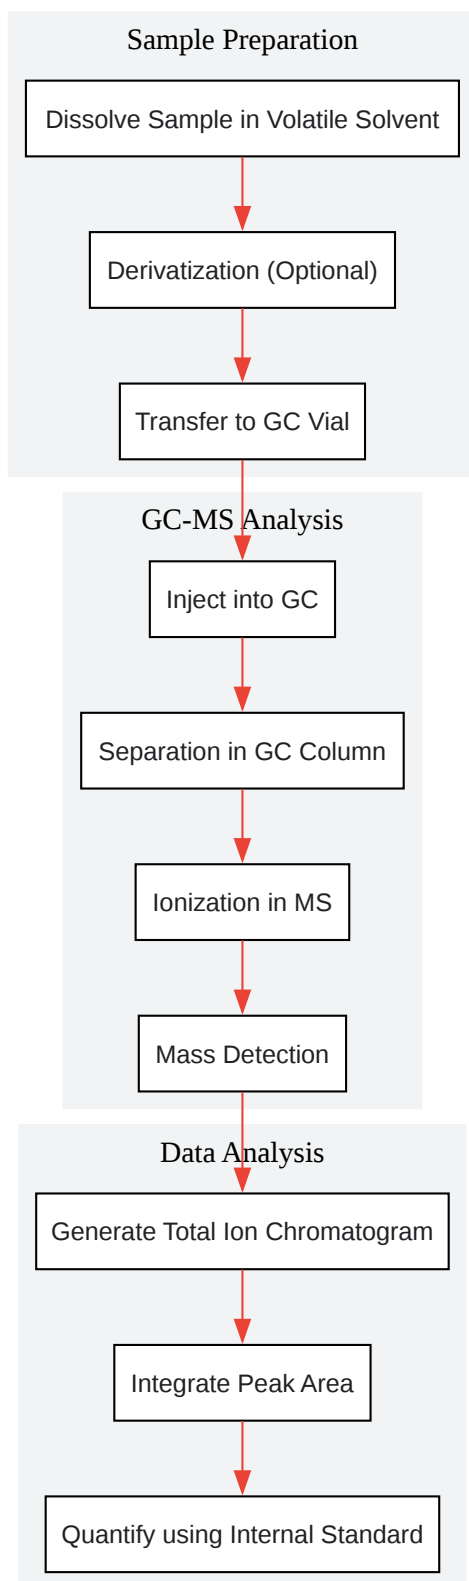 Sample Preparation
Dissolve Sample in Volatile Solvent
Derivatization (Optional)
Transfer to GC Vial
GC-MS Analysis
Inject into GC
Separation in GC Column
Ionization in MS
Mass Detection
Data Analysis
Generate Total Ion Chromatogram
Integrate Peak Area
Quantify using Internal Standard